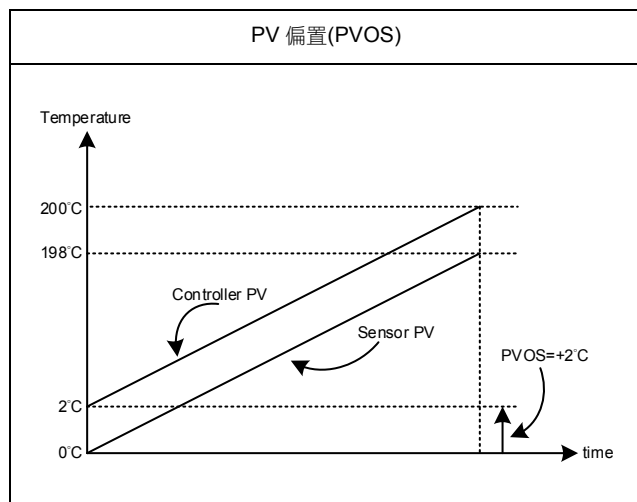 PV 偏置(PVOS)
Temperature
200°C
198°C
Controller PV
Sensor PV
PVOS=+2°C
2°C
0°C
time